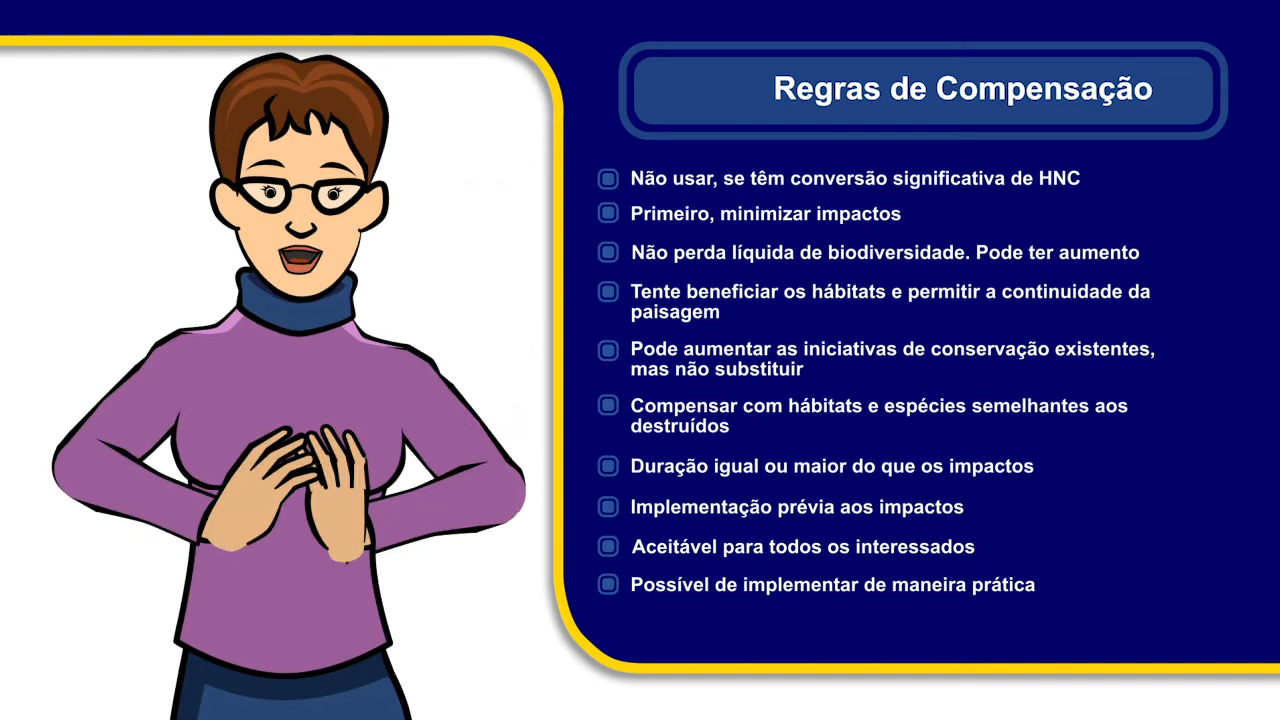 Regras de Compensação
Não usar, se têm conversão significativa de HNC
Primeiro, minimizar impactos
Não perda líquida de biodiversidade. Pode ter aumento
Tente beneficiar os hábitats e permitir a continuidade da
paisagem
Pode aumentar as iniciativas de conservação existentes,
mas não substituir
Compensar com hábitats e espécies semelhantes aos
destruídos
Duração igual ou maior do que os impactos
Implementação prévia aos impactos
Aceitável para todos os interessados
Possível de implementar de maneira prática